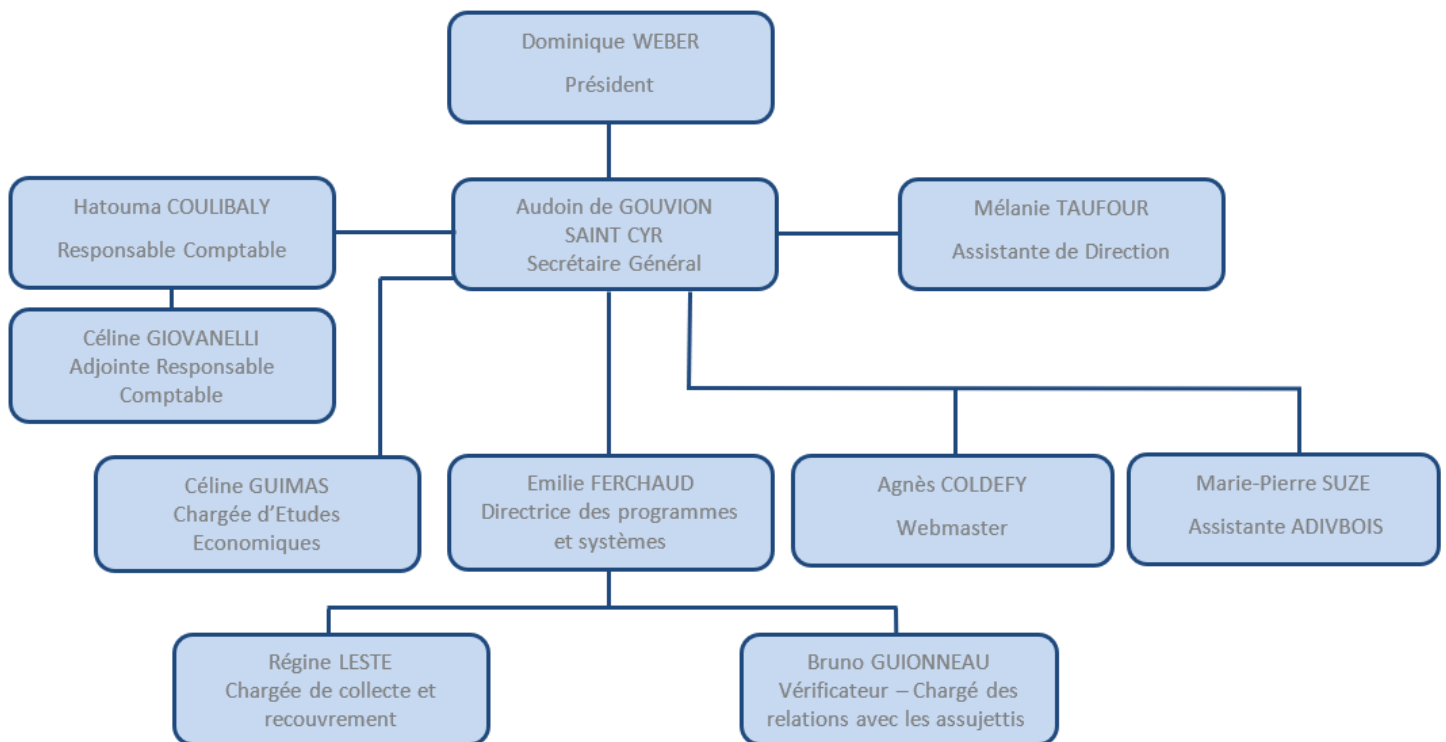 Dominique WEBER
Président
Hatouma COULIBALY
Responsable Comptable
Audoin de GOUVION
SAINT CYR
Secrétaire Général
Mélanie TAUFOUR
Assistante de Direction
Céline GIOVANELLI
Adjointe Responsable
Comptable
Céline GUIMAS
Chargée d’Etudes
Economiques
Emilie FERCHAUD
Directrice des programmes
et systèmes
Agnès COLDEFY
Webmaster
Marie-Pierre SUZE
Assistante ADIVBOIS
Régine LESTE
Chargée de collecte et
recouvrement
Bruno GUIONNEAU
Vérificateur – Chargé des
relations avec les assujettis